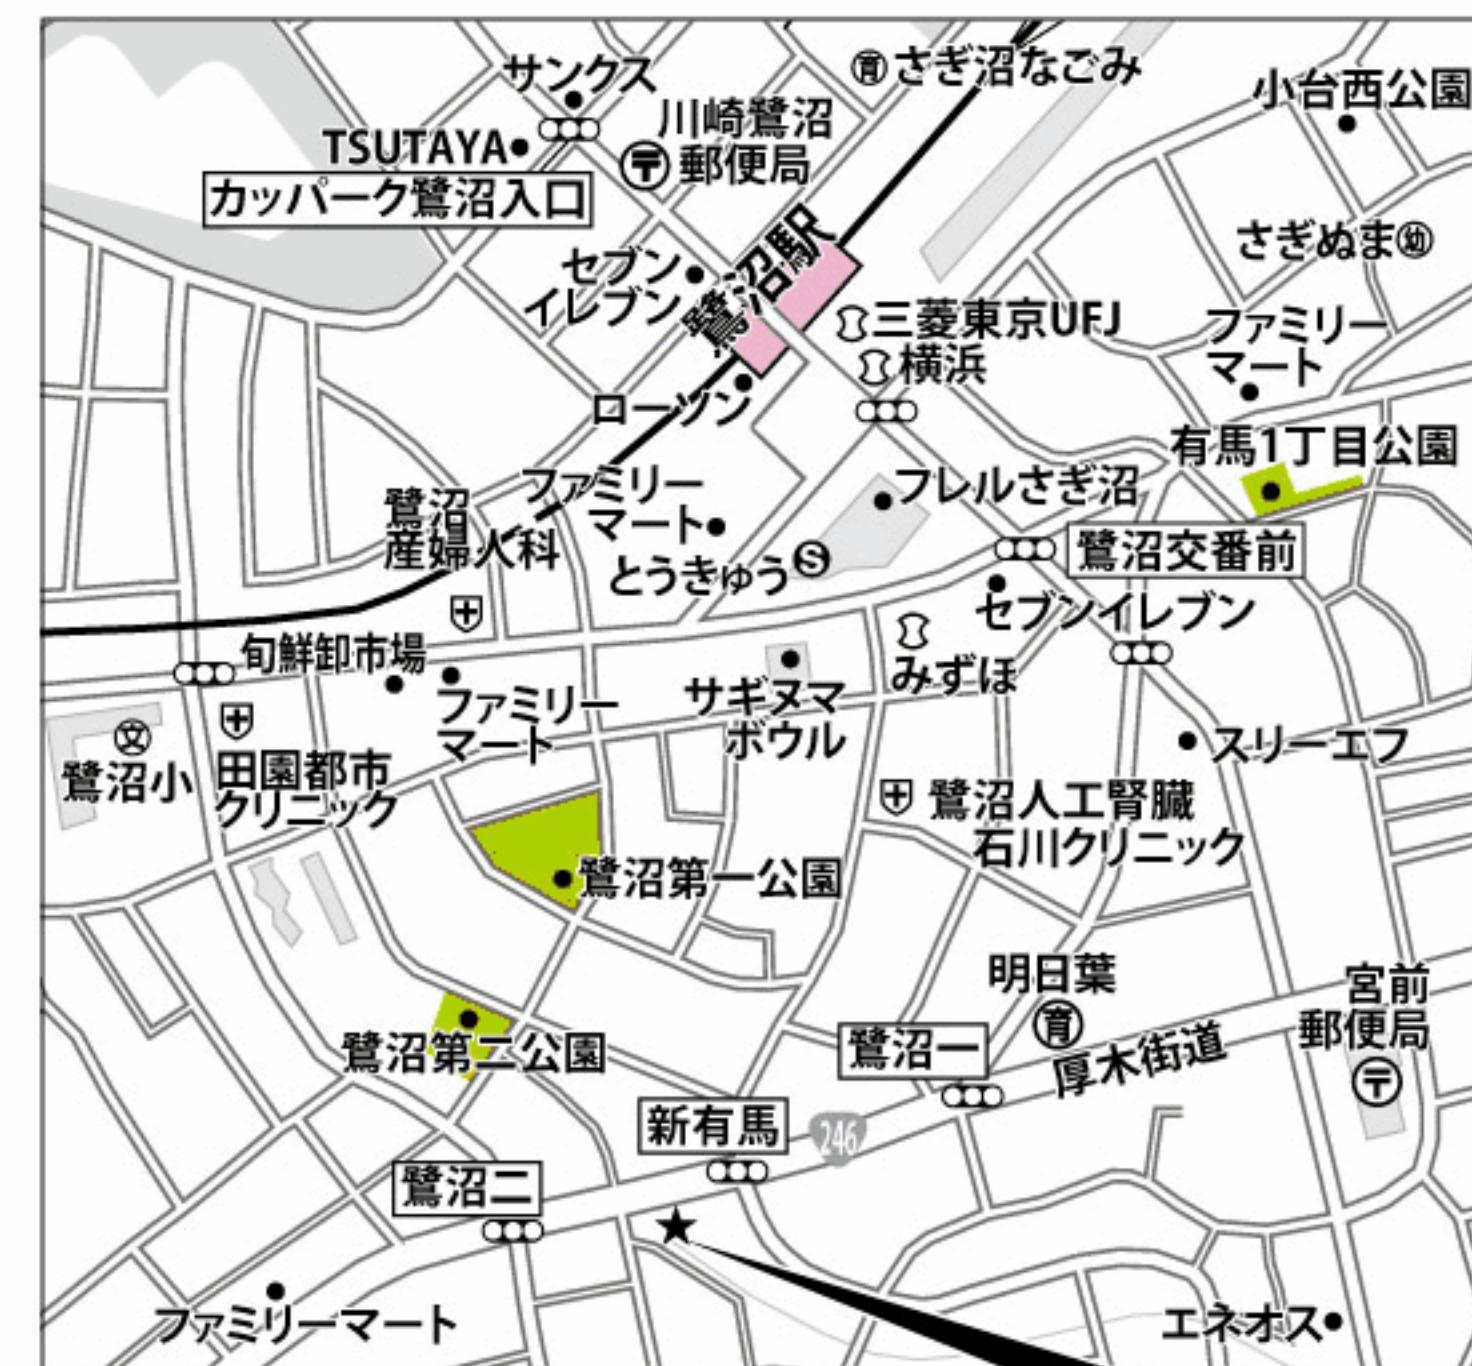 サンクス
育さぎ沼なごみ
小台西公園
TSUTAYA
川崎鷺沼
〒郵便局
カッパーク鷺沼入口
さぎぬま幼
セブン
イレブン
鷺沼駅
三菱東京UFJ
横浜
ファミリー
マート
ローソン
有馬1丁目公園
鷺沼
産婦人科
ファミリー
マート
フレルさぎ沼
とうきゅうS
鷺沼交番前
セブンイレブン
旬鮮卸市場
ファミリー
マート
サギヌマ
ボウル
みずほ
文
鷺沼小
田園都市
クリニック
スリーエフ
鷺沼人工腎臓
石川クリニック
鷺沼第一公園
明日葉
育
宮前
郵便局
〒
鷺沼第二公園
鷺沼一
厚木街道
新有馬
246
鷺沼二
ファミリーマート
エネオス